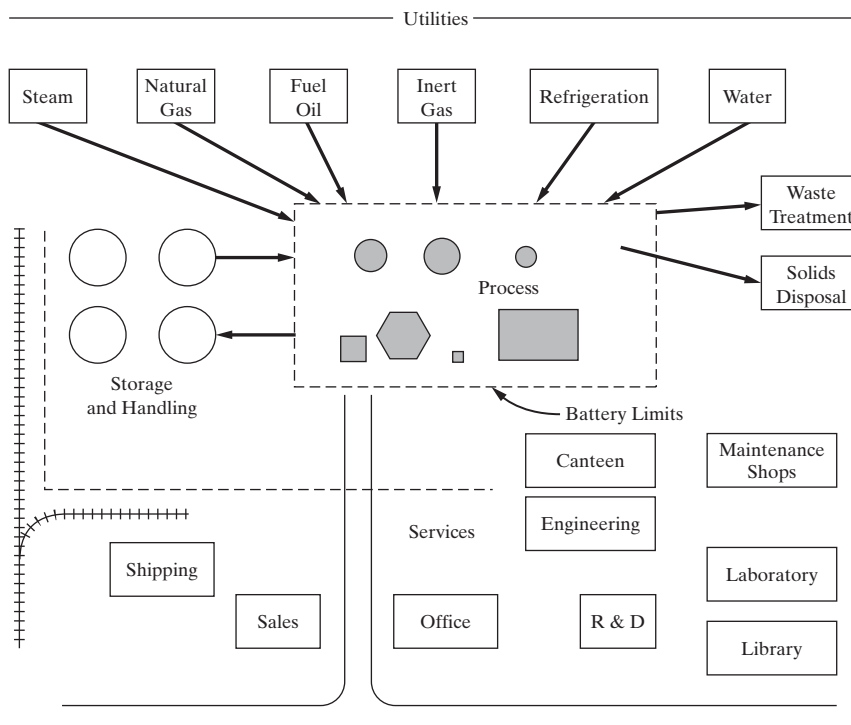 Utilities
Steam
Natural
Gas
Fuel
Oil
Inert
Gas
Refrigeration
Water
Waste
Treatment
Solids
Disposal
Process
Storage
and Handling
Battery Limits
Canteen
Maintenance
Shops
Engineering
Services
Shipping
Laboratory
Sales
Office
R & D
Library